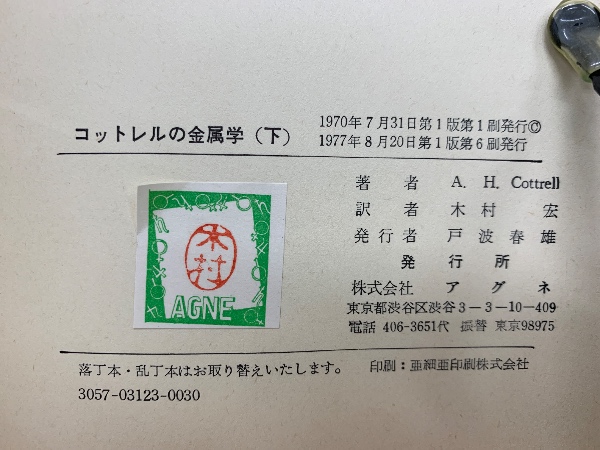 コットレルの金属学（下）
1970年7月31日第1版第1刷発行©
1977年8月20日第1版第6刷発行
著者 A. H. Cottrell
訳者 木村 宏
発行者 戸波春雄
発行所
株式会社 アグネ
東京都渋谷区渋谷3－3－10－409
電話 406-3651代 振替 東京98975
木村
AGNE
落丁本・乱丁本はお取り替えいたします。 印刷：亜細亜印刷株式会社
3057-03123-0030